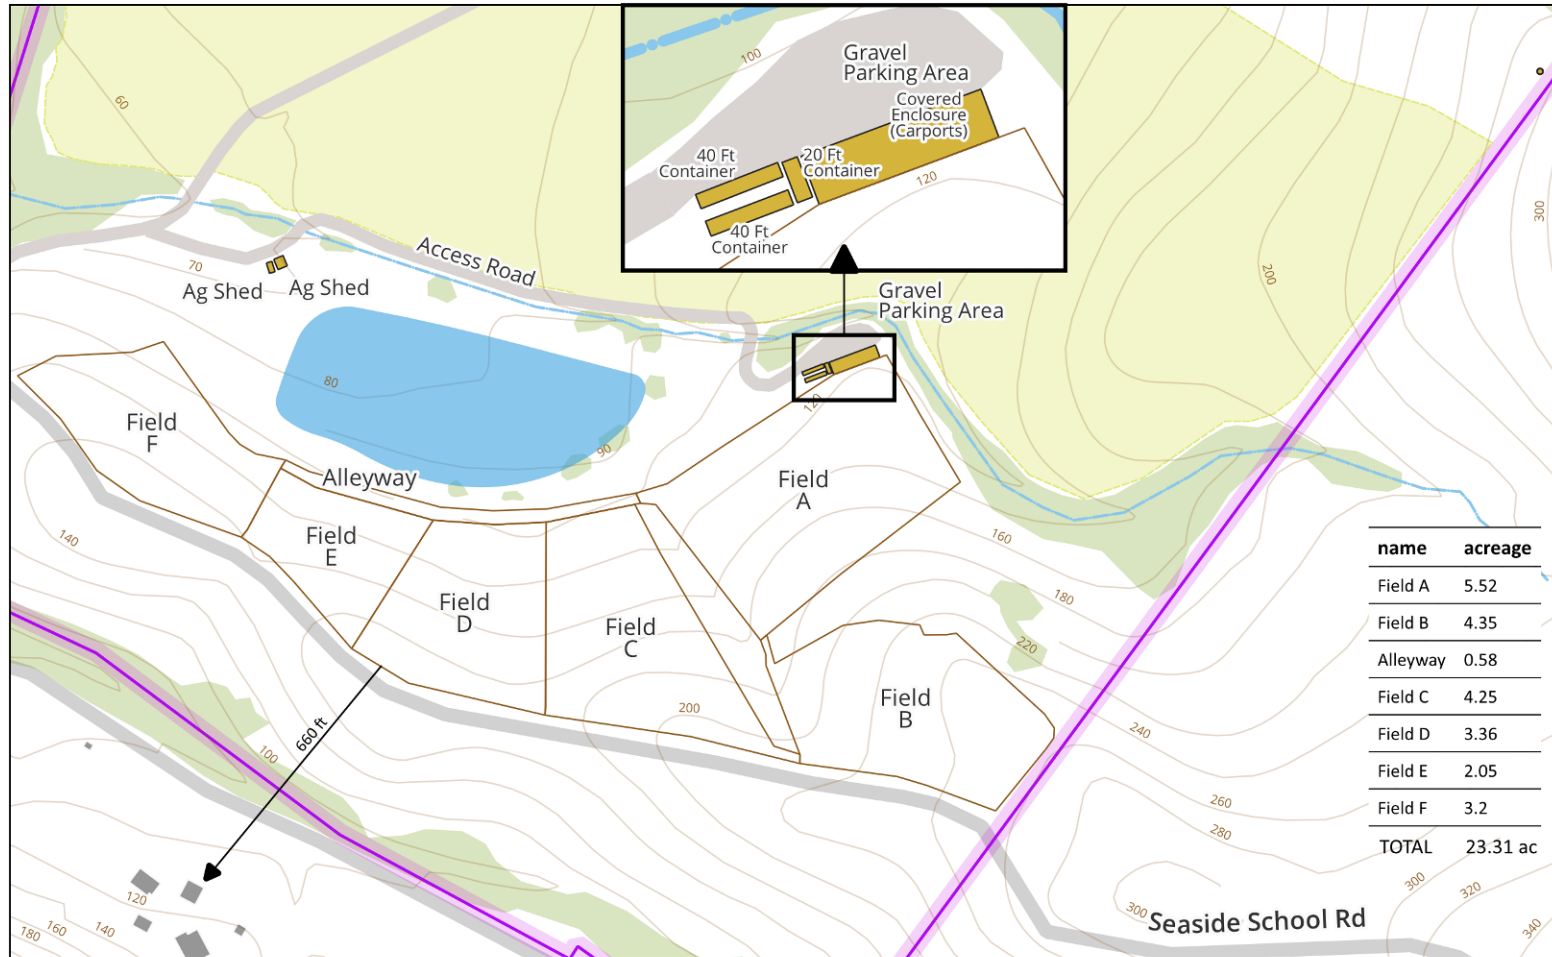 60
100
Gravel
Parking Area
Covered
Enclosure
(Carports)
40 Ft
Container
20 Ft
Container
120
40 Ft
Container
300
200
Access Road
70
Ag Shed
Ag Shed
Gravel
Parking Area
80
120
Field
F
90
Alleyway
Field
A
140
Field
E
160
180
220
Field
D
Field
C
Field
B
200
240
660 ft
100
260
280
name acreage
Field A 5.52
Field B 4.35
Alleyway 0.58
Field C 4.25
Field D 3.36
Field E 2.05
Field F 3.2
TOTAL 23.31 ac
300
320
340
300
Seaside School Rd
120
140
160
180